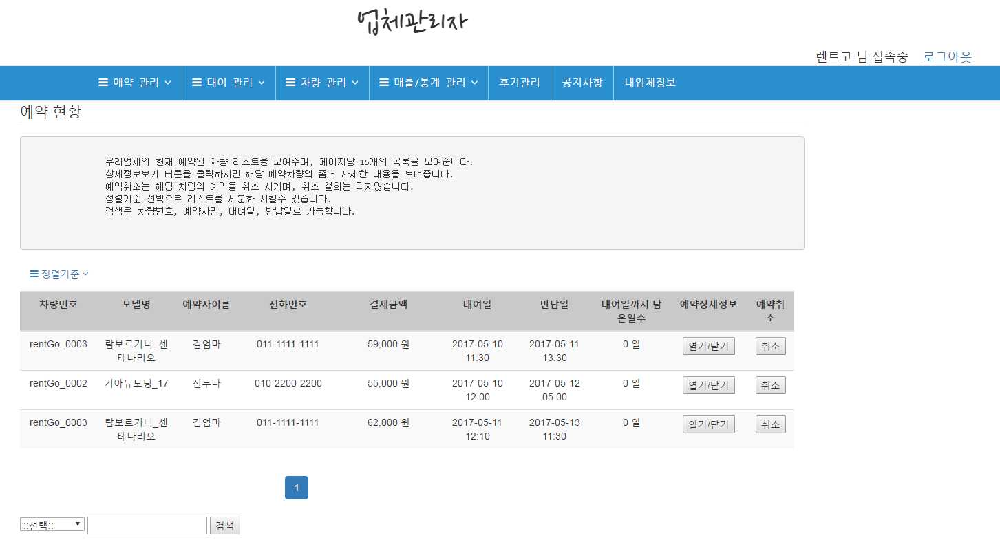 업체관리자
렌트고 님 접속중 로그아웃
예약 관리 대여 관리 차량 관리 매출/통계 관리 후기관리 공지사항 내업체정보
예약 현황
우리업체의 현재 예약된 차량 리스트를 보여주며, 페이지당 15개의 목록을 보여줍니다.
상세정보보기 버튼을 클릭하시면 해당 예약차량의 좀더 자세한 내용을 보여줍니다.
예약취소는 해당 차량의 예약을 취소 시키며, 취소 철회는 되지않습니다.
정렬기준 선택으로 리스트를 세분화 시킬수 있습니다.
검색은 차량번호, 예약자명, 대여일, 반납일로 가능합니다.
정렬기준
차량번호 모델명 예약자이름 전화번호 결제금액 대여일 반납일 대여일까지 남 예약상세정보 예약취
은일수 소
rentGo_0003 람보르기니_센 김엄마 011-1111-1111 59,000 원 2017-05-10 2017-05-11 0 일 열기/닫기 취소
테나리오 11:30 13:30
rentGo_0002 기아뉴모닝_17 진누나 010-2200-2200 55,000 원 2017-05-10 2017-05-12 0 일 열기/닫기 취소
12:00 05:00
rentGo_0003 람보르기니_센 김엄마 011-1111-1111 62,000 원 2017-05-11 2017-05-13 0 일 열기/닫기 취소
테나리오 12:10 11:30
1
::선택:: 검색